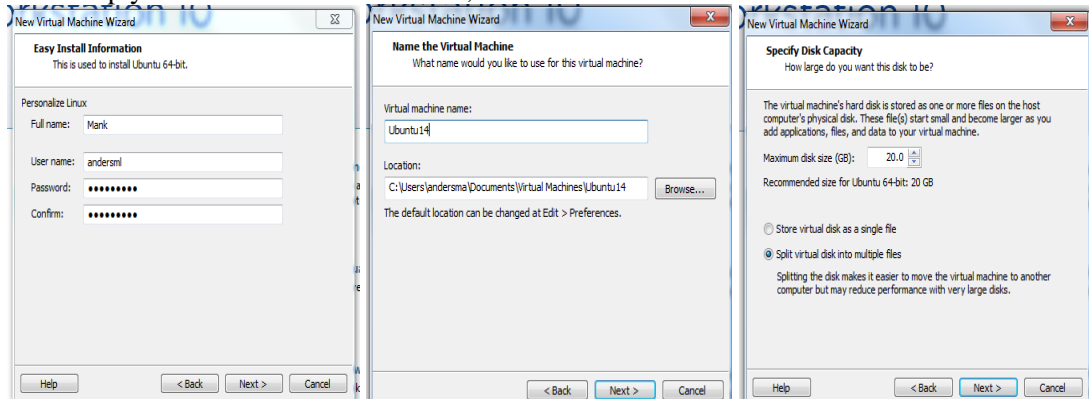 New Virtual Machine Wizard
Easy Install Information
This is used to install Ubuntu 64-bit.
Personalize Linux
Full name: Mank
User name: andersml
Password: •••••••••
Confirm: •••••••••
Help < Back Next > Cancel
New Virtual Machine Wizard
Name the Virtual Machine
What name would you like to use for this virtual machine?
Virtual machine name:
Ubuntu14
Location:
C:\Users\andersma\Documents\Virtual Machines\Ubuntu14 Browse...
The default location can be changed at Edit > Preferences.
< Back Next > Cancel
New Virtual Machine Wizard
Specify Disk Capacity
How large do you want this disk to be?
The virtual machine's hard disk is stored as one or more files on the host
computer's physical disk. These file(s) start small and become larger as you
add applications, files, and data to your virtual machine.
Maximum disk size (GB): 20.0
Recommended size for Ubuntu 64-bit: 20 GB
Store virtual disk as a single file
Split virtual disk into multiple files
Splitting the disk makes it easier to move the virtual machine to another
computer but may reduce performance with very large disks.
Help < Back Next > Cancel